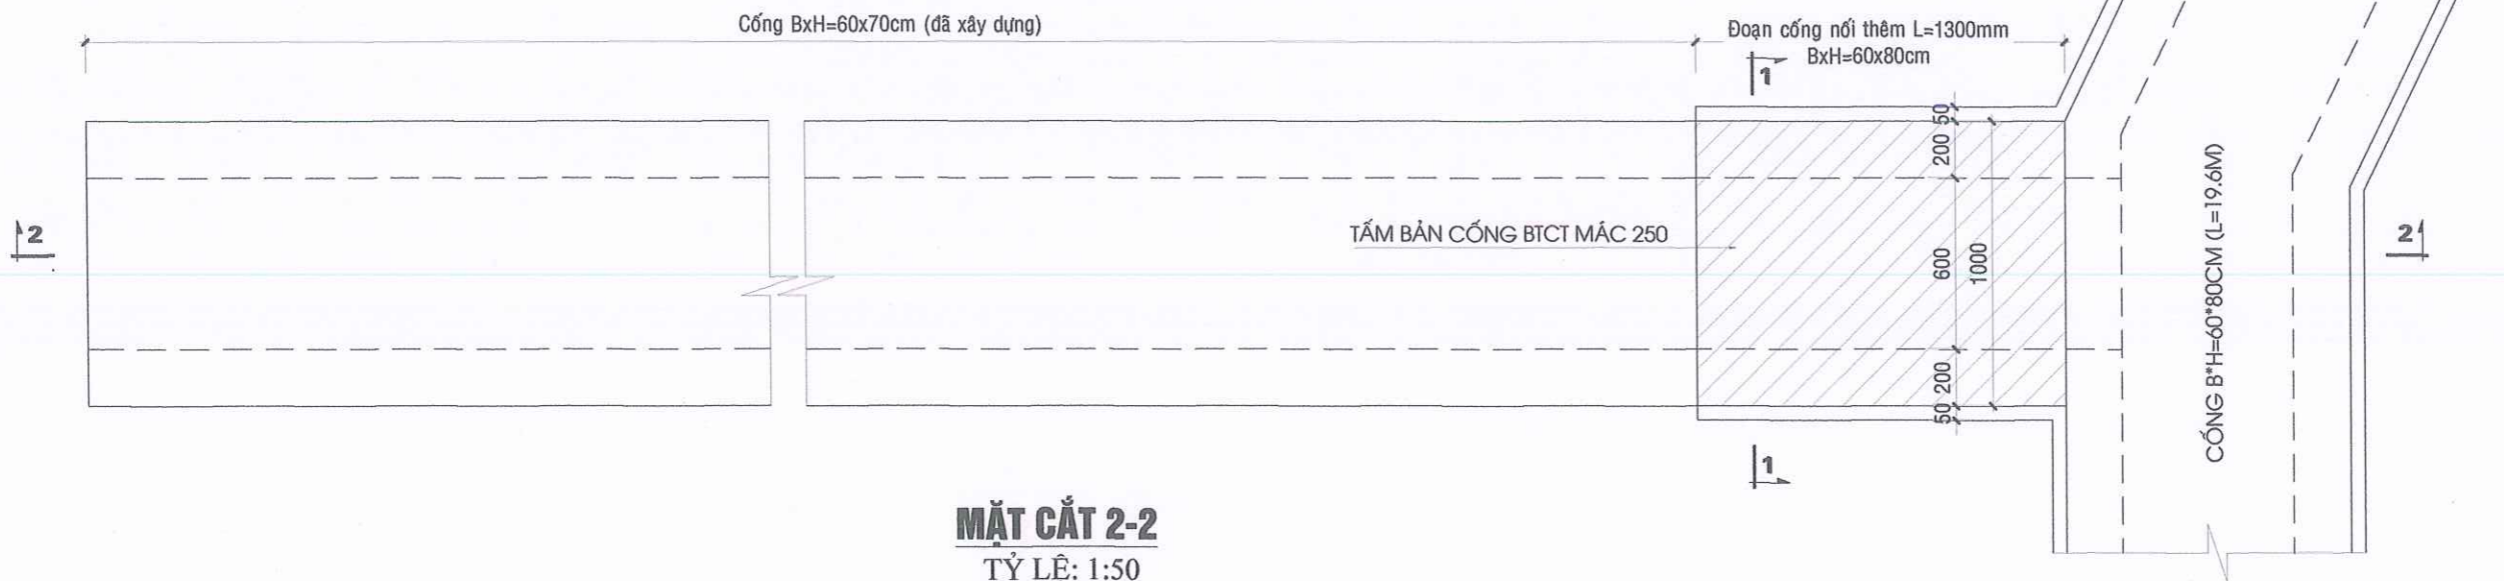 Cống BxH=60x70cm (đã xây dựng)
Đoạn cống nối thêm L=1300mm
BxH=60x80cm
1
50
200
TẤM BẢN CỐNG BTCT MÁC 250
600
1000
200
50
2
2
CỐNG B*H=60*80CM (L=19.6M)
1
MẶT CẮT 2-2
TỶ LỆ: 1:50